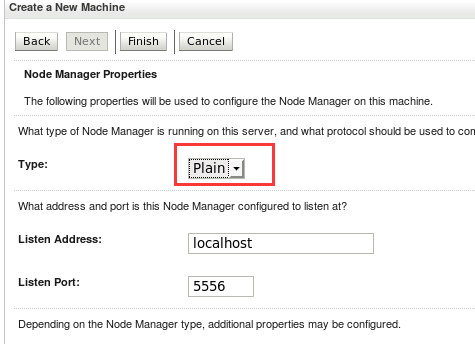 Create a New Machine
Back Next Finish Cancel
Node Manager Properties
The following properties will be used to configure the Node Manager on this machine.
What type of Node Manager is running on this server, and what protocol should be used to
Type: Plain
What address and port is this Node Manager configured to listen at?
Listen Address: localhost
Listen Port: 5556
Depending on the Node Manager type, additional properties may be configured.